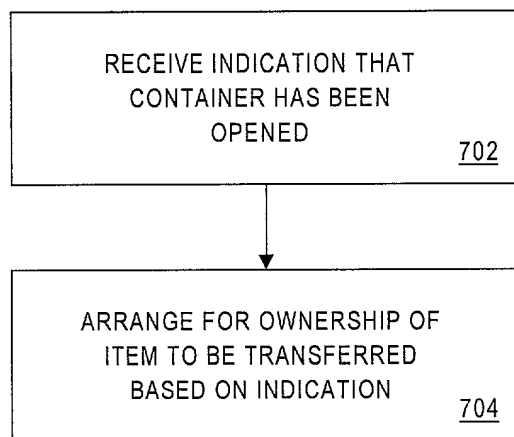 RECEIVE INDICATION THAT
CONTAINER HAS BEEN
OPENED
702
ARRANGE FOR OWNERSHIP OF
ITEM TO BE TRANSFERRED
BASED ON INDICATION
704